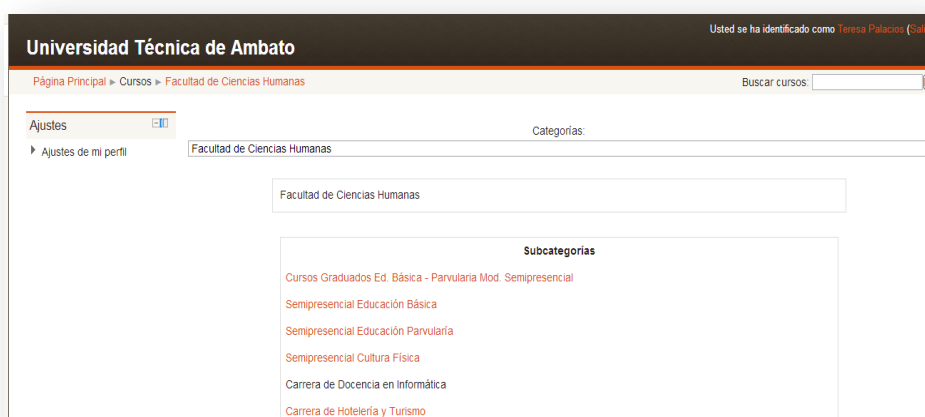 Usted se ha identificado como Teresa Palacios (Sali
Universidad Técnica de Ambato
Página Principal ► Cursos ► Facultad de Ciencias Humanas
Buscar cursos:
Ajustes
Categorías:
Ajustes de mi perfil
Facultad de Ciencias Humanas
Facultad de Ciencias Humanas
Subcategorías
Cursos Graduados Ed. Básica - Parvularia Mod. Semipresencial
Semipresencial Educación Básica
Semipresencial Educación Parvularía
Semipresencial Cultura Física
Carrera de Docencia en Informática
Carrera de Hotelería y Turismo